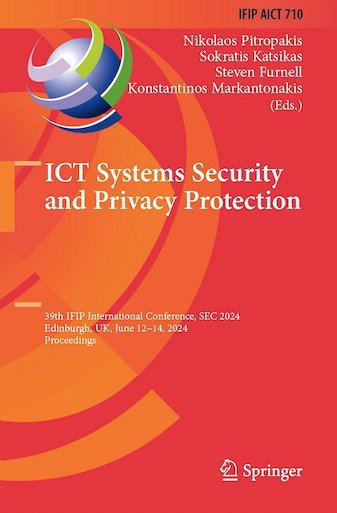 IFIP AICT 710
Nikolaos Pitropakis
Sokratis Katsikas
Steven Furnell
Konstantinos Markantonakis
(Eds.)
ICT Systems Security
and Privacy Protection
39th IFIP International Conference, SEC 2024
Edinburgh, UK, June 12–14, 2024
Proceedings
Springer